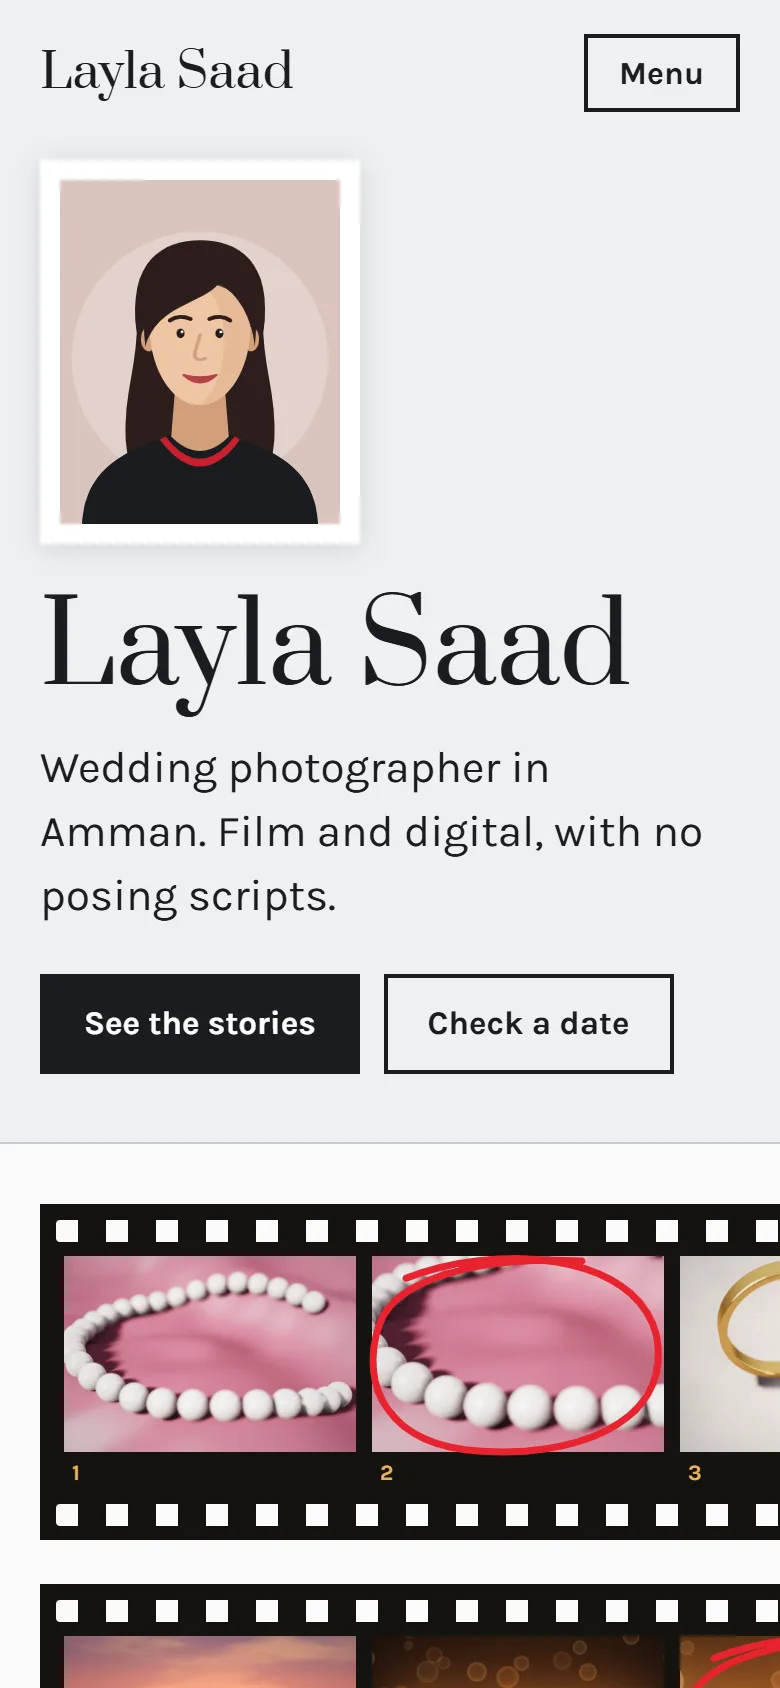 Layla Saad
Menu
Layla Saad
Wedding photographer in
Amman. Film and digital, with no
posing scripts.
See the stories
Check a date
1
2
3